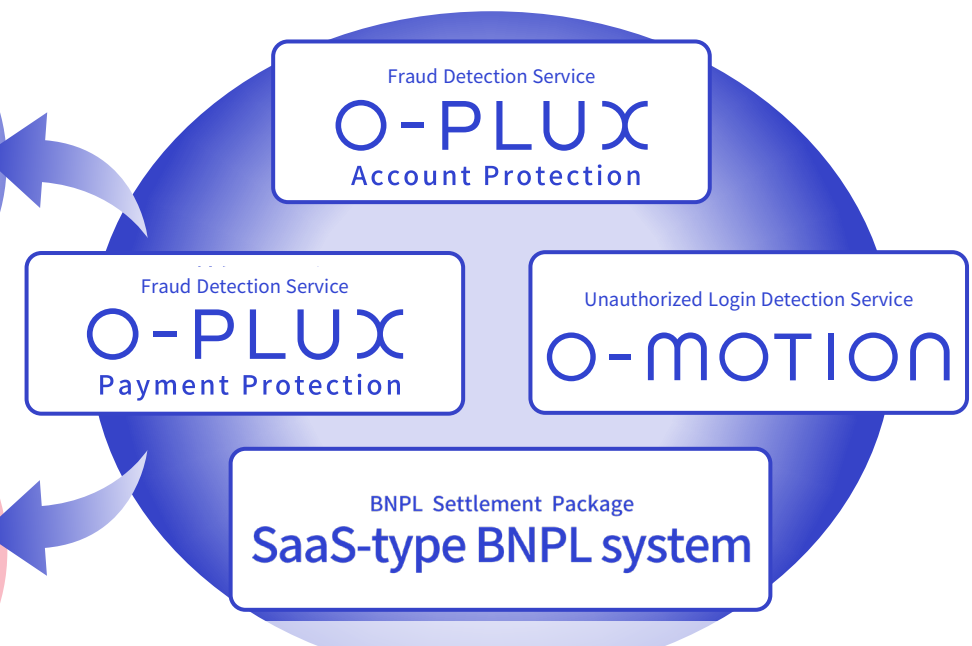 Fraud Detection Service
O-PLUX
Account Protection
Fraud Detection Service
O-PLUX
Payment Protection
Unauthorized Login Detection Service
O-MOTION
BNPL Settlement Package
SaaS-type BNPL system